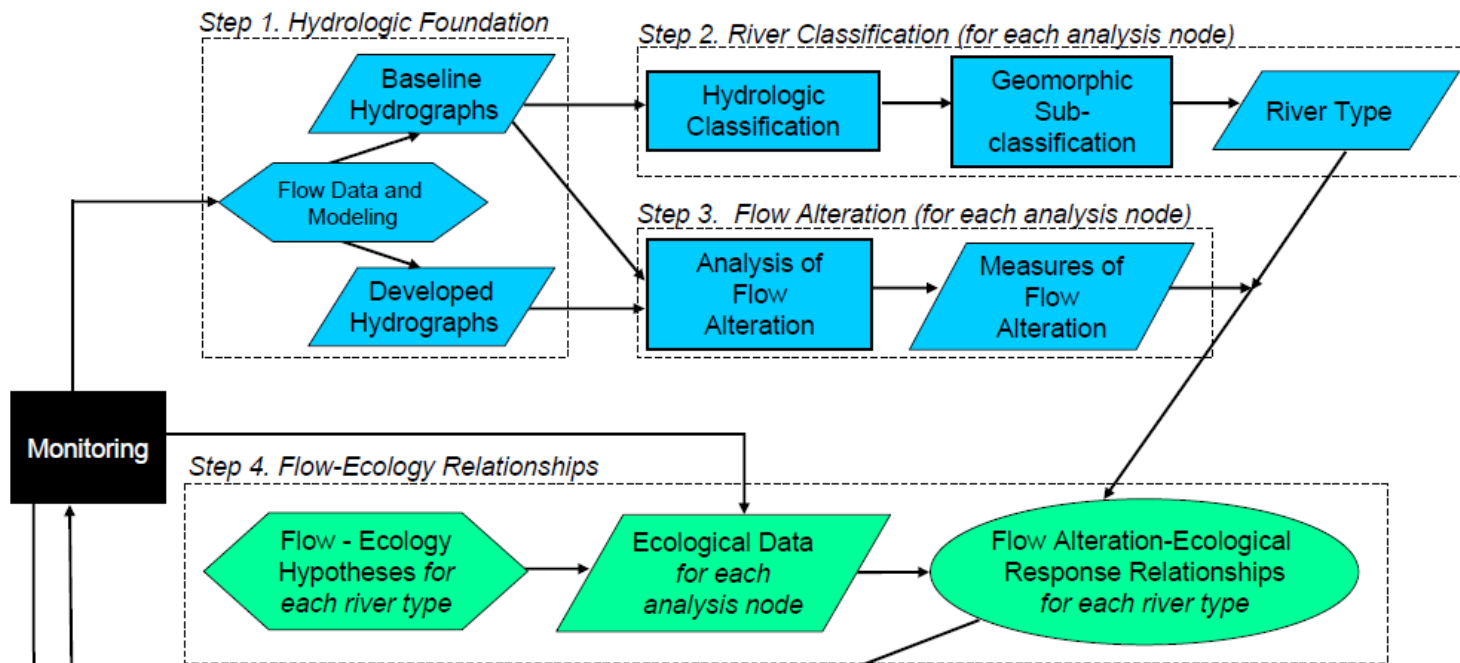 Step 1. Hydrologic Foundation
Baseline
Hydrographs
Flow Data and
Modeling
Developed
Hydrographs
Step 2. River Classification (for each analysis node)
Hydrologic
Classification
Geomorphic
Sub-
classification
River Type
Step 3.  Flow Alteration (for each analysis node)
Analysis of
Flow
Alteration
Measures of
Flow
Alteration
Monitoring
Step 4. Flow-Ecology Relationships
Flow - Ecology
Hypotheses for
each river type
Ecological Data
for each
analysis node
Flow Alteration-Ecological
Response Relationships
for each river type